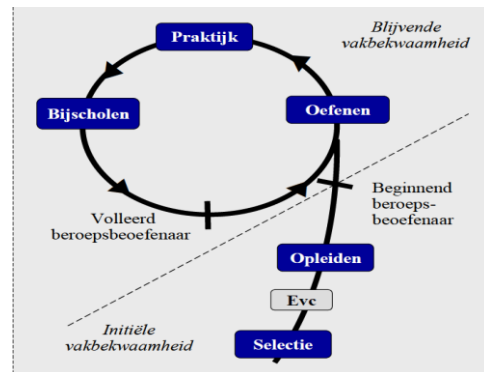 Blijvende
vakbekwaamheid
Praktijk
Bijscholen
Oefenen
Volleerd
beroepsbeoefenaar
Beginnend
beroeps-
beoefenaar
Opleiden
Evc
Initiële
vakbekwaamheid
Selectie